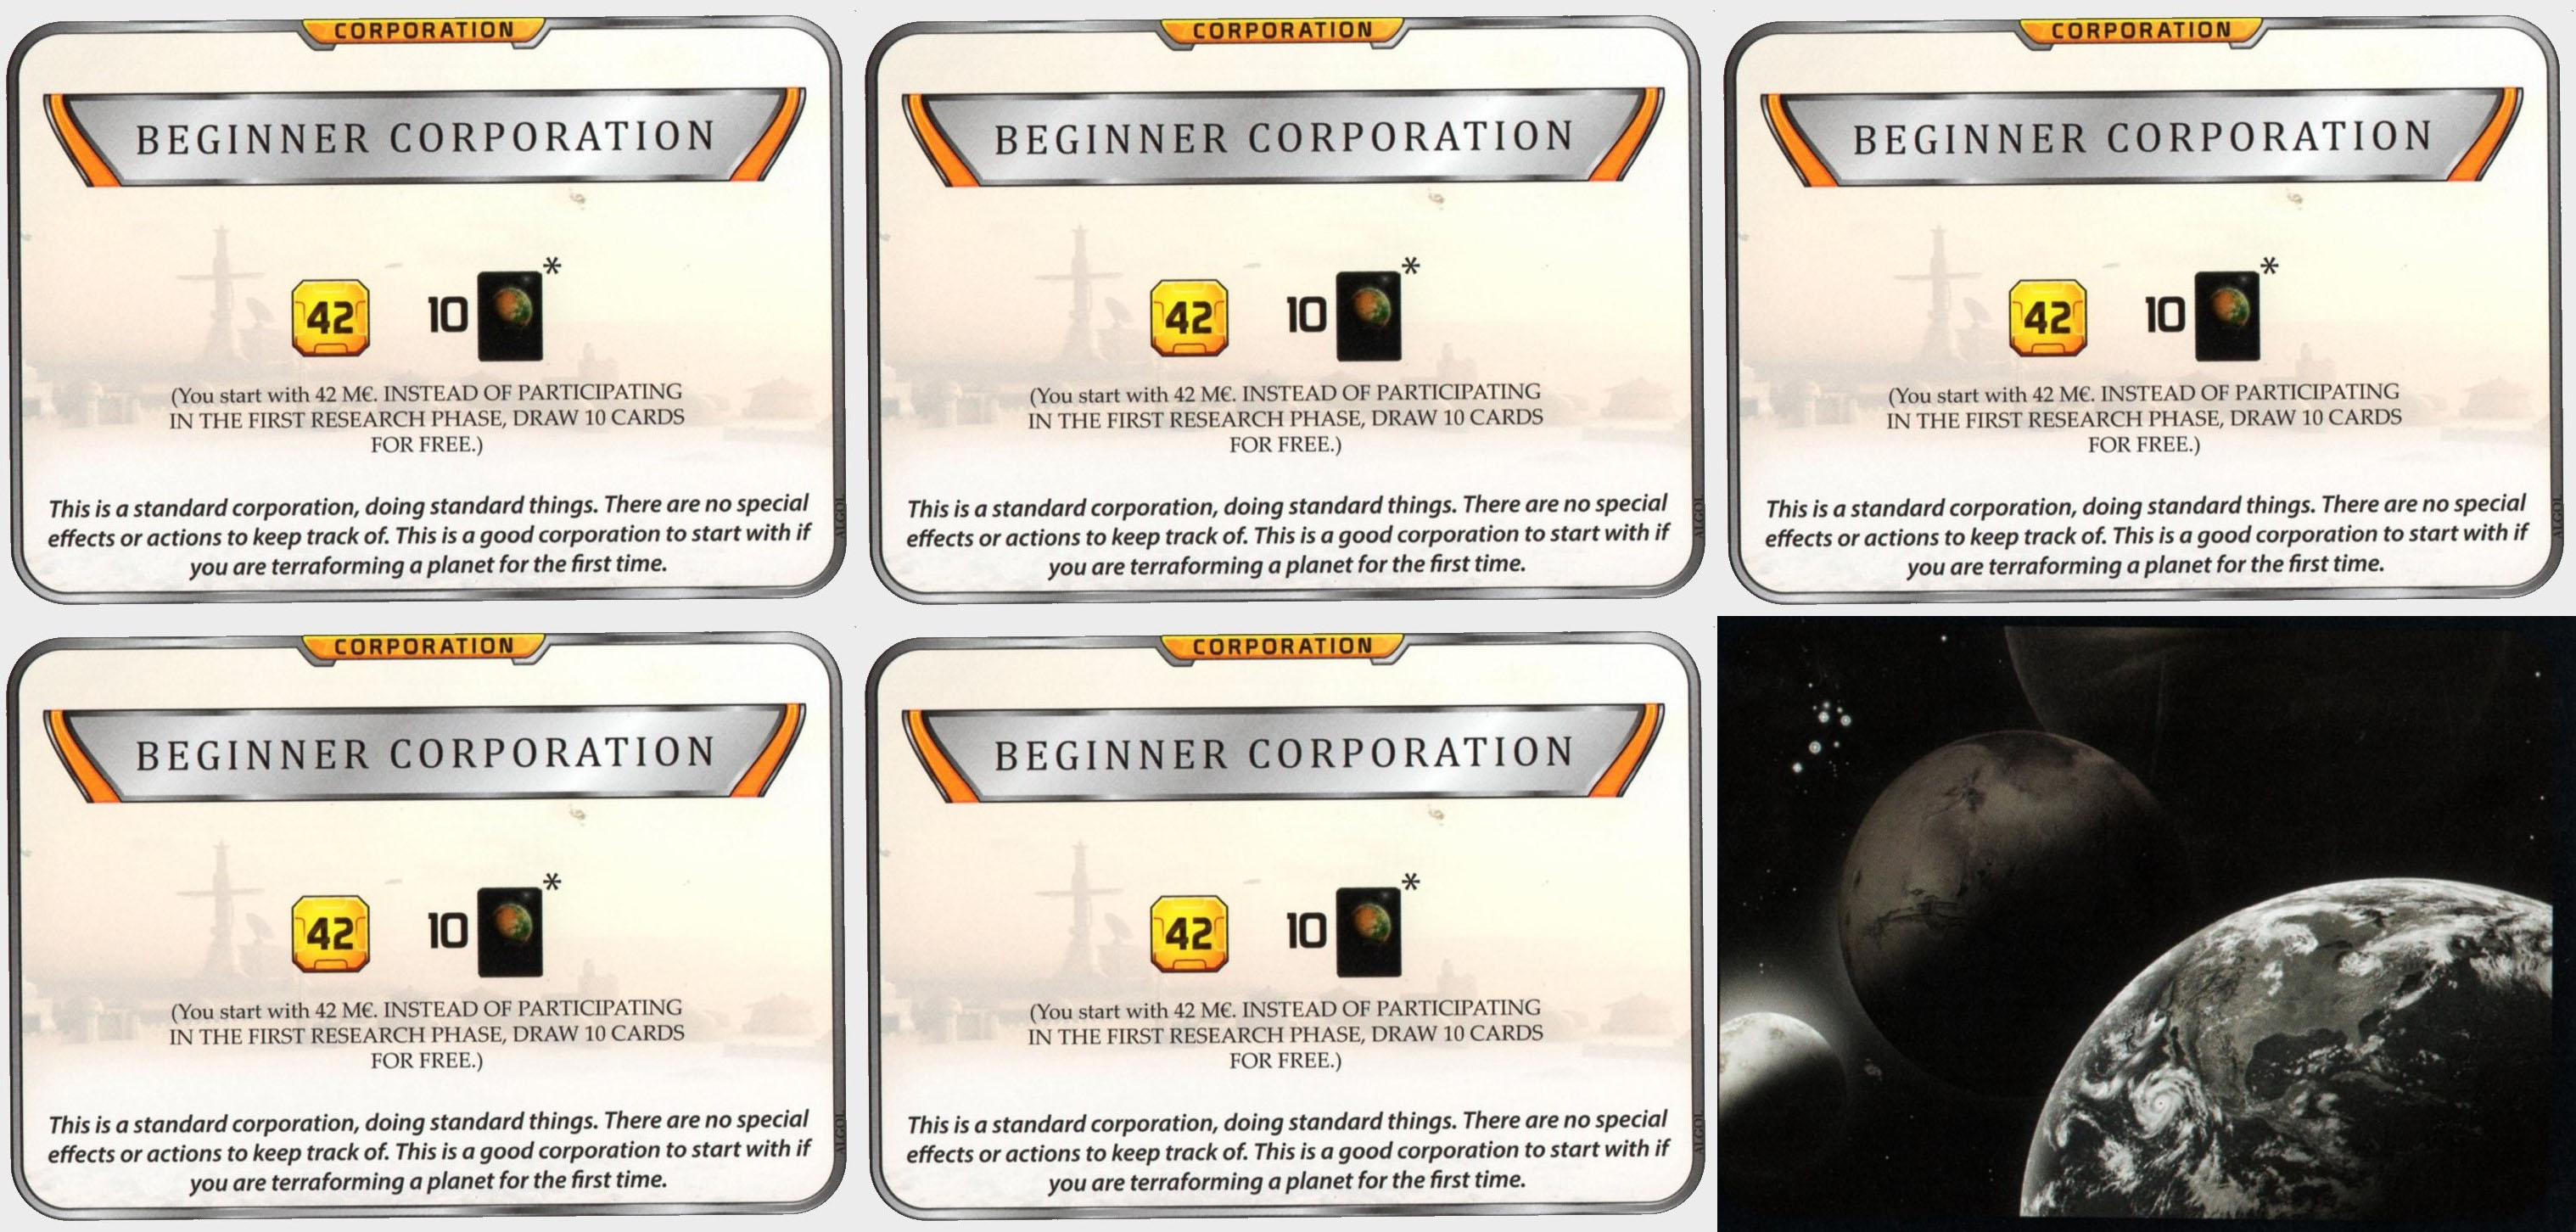 CORPORATION
BEGINNER CORPORATION
42 10 *
(You start with 42 M€. INSTEAD OF PARTICIPATING
IN THE FIRST RESEARCH PHASE, DRAW 10 CARDS
FOR FREE.)
This is a standard corporation, doing standard things. There are no special
effects or actions to keep track of. This is a good corporation to start with if
you are terraforming a planet for the first time.
ALGOL
CORPORATION
BEGINNER CORPORATION
42 10 *
(You start with 42 M€. INSTEAD OF PARTICIPATING
IN THE FIRST RESEARCH PHASE, DRAW 10 CARDS
FOR FREE.)
This is a standard corporation, doing standard things. There are no special
effects or actions to keep track of. This is a good corporation to start with if
you are terraforming a planet for the first time.
ALGOL
CORPORATION
BEGINNER CORPORATION
42 10 *
(You start with 42 M€. INSTEAD OF PARTICIPATING
IN THE FIRST RESEARCH PHASE, DRAW 10 CARDS
FOR FREE.)
This is a standard corporation, doing standard things. There are no special
effects or actions to keep track of. This is a good corporation to start with if
you are terraforming a planet for the first time.
ALGOL
CORPORATION
BEGINNER CORPORATION
42 10 *
(You start with 42 M€. INSTEAD OF PARTICIPATING
IN THE FIRST RESEARCH PHASE, DRAW 10 CARDS
FOR FREE.)
This is a standard corporation, doing standard things. There are no special
effects or actions to keep track of. This is a good corporation to start with if
you are terraforming a planet for the first time.
ALGOL
CORPORATION
BEGINNER CORPORATION
42 10 *
(You start with 42 M€. INSTEAD OF PARTICIPATING
IN THE FIRST RESEARCH PHASE, DRAW 10 CARDS
FOR FREE.)
This is a standard corporation, doing standard things. There are no special
effects or actions to keep track of. This is a good corporation to start with if
you are terraforming a planet for the first time.
ALGOL